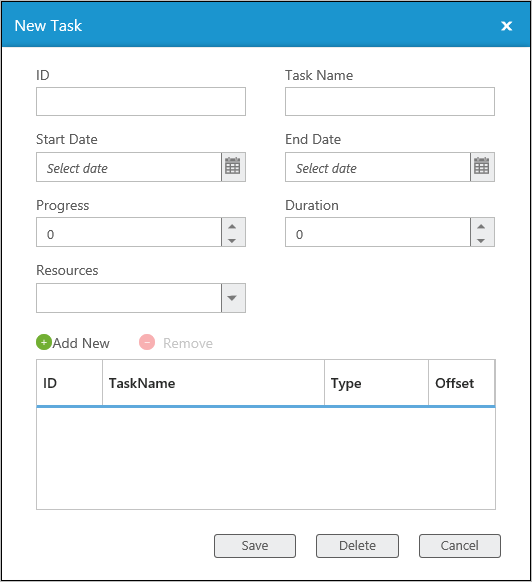 New Task
ID Task Name
Start Date End Date
Select date Select date
Progress Duration
0 0
Resources
Add New Remove
ID TaskName Type Offset
Save Delete Cancel